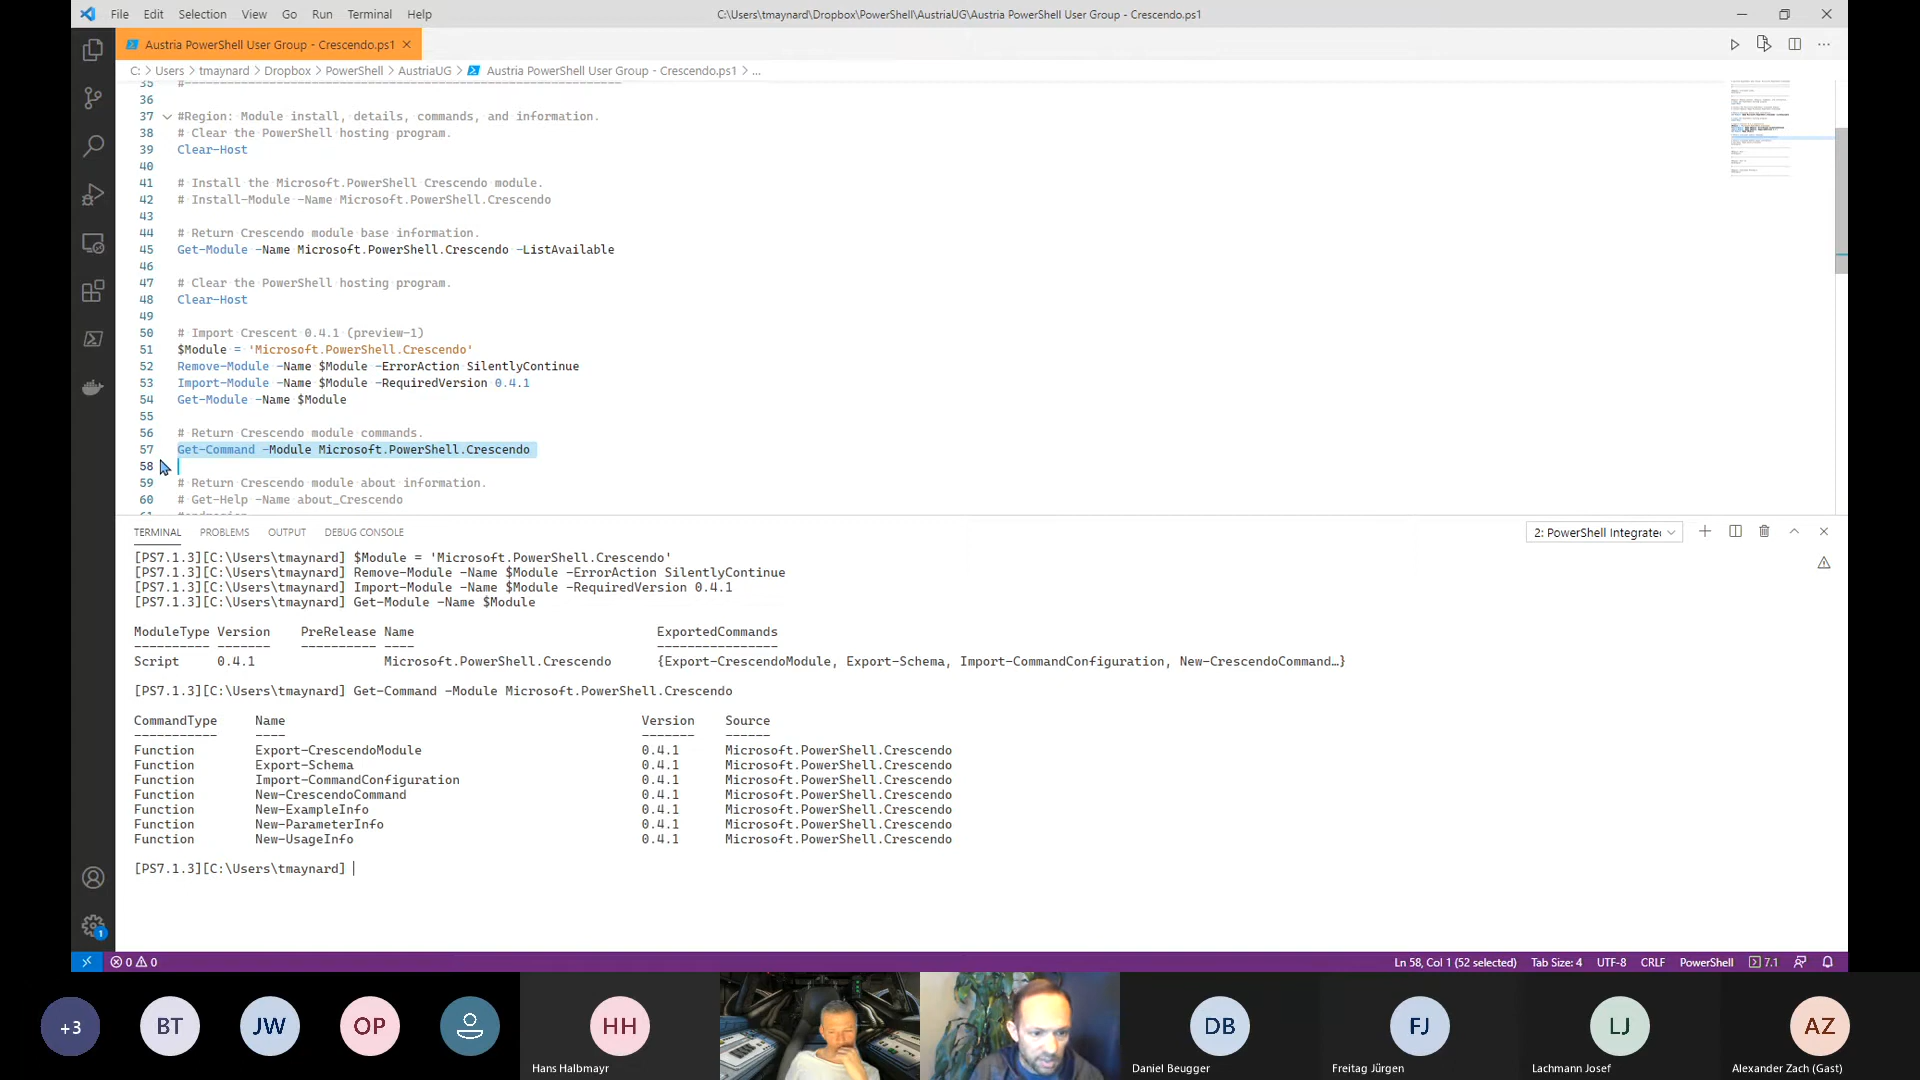 File Edit Selection View Go Run Terminal Help
C:\Users\tmaynard\Dropbox\PowerShell\AustriaUG\Austria PowerShell User Group - Crescendo.ps1
Austria PowerShell User Group - Crescendo.ps1
C: > Users > tmaynard > Dropbox > PowerShell > AustriaUG > Austria PowerShell User Group - Crescendo.ps1 > ...
35 #---------------------------------------------------------------
36
37 #Region: Module install, details, commands, and information.
38 # Clear the PowerShell hosting program.
39 Clear-Host
40
41 # Install the Microsoft.PowerShell Crescendo module.
42 # Install-Module -Name Microsoft.PowerShell.Crescendo
43
44 # Return Crescendo module base information.
45 Get-Module -Name Microsoft.PowerShell.Crescendo -ListAvailable
46
47 # Clear the PowerShell hosting program.
48 Clear-Host
49
50 # Import Crescent 0.4.1 (preview-1)
51 $Module = 'Microsoft.PowerShell.Crescendo'
52 Remove-Module -Name $Module -ErrorAction SilentlyContinue
53 Import-Module -Name $Module -RequiredVersion 0.4.1
54 Get-Module -Name $Module
55
56 # Return Crescendo module commands.
57 Get-Command -Module Microsoft.PowerShell.Crescendo
58
59 # Return Crescendo module about information.
60 # Get-Help -Name about_Crescendo
61 #endregion
TERMINAL PROBLEMS OUTPUT DEBUG CONSOLE 2: PowerShell Integrate
[PS7.1.3][C:\Users\tmaynard] $Module = 'Microsoft.PowerShell.Crescendo'
[PS7.1.3][C:\Users\tmaynard] Remove-Module -Name $Module -ErrorAction SilentlyContinue
[PS7.1.3][C:\Users\tmaynard] Import-Module -Name $Module -RequiredVersion 0.4.1
[PS7.1.3][C:\Users\tmaynard] Get-Module -Name $Module
ModuleType Version PreRelease Name ExportedCommands
---------- ------- ---------- ---- ----------------
Script 0.4.1 Microsoft.PowerShell.Crescendo {Export-CrescendoModule, Export-Schema, Import-CommandConfiguration, New-CrescendoCommand…}
[PS7.1.3][C:\Users\tmaynard] Get-Command -Module Microsoft.PowerShell.Crescendo
CommandType Name Version Source
----------- ---- ------- ------
Function Export-CrescendoModule 0.4.1 Microsoft.PowerShell.Crescendo
Function Export-Schema 0.4.1 Microsoft.PowerShell.Crescendo
Function Import-CommandConfiguration 0.4.1 Microsoft.PowerShell.Crescendo
Function New-CrescendoCommand 0.4.1 Microsoft.PowerShell.Crescendo
Function New-ExampleInfo 0.4.1 Microsoft.PowerShell.Crescendo
Function New-ParameterInfo 0.4.1 Microsoft.PowerShell.Crescendo
Function New-UsageInfo 0.4.1 Microsoft.PowerShell.Crescendo
[PS7.1.3][C:\Users\tmaynard]
1
0 0 Ln 58, Col 1 (52 selected) Tab Size: 4 UTF-8 CRLF PowerShell 7.1
+3 BT JW OP HH DB FJ LJ AZ
Hans Halbmayr Daniel Beugger Freitag Jürgen Lachmann Josef Alexander Zach (Gast)